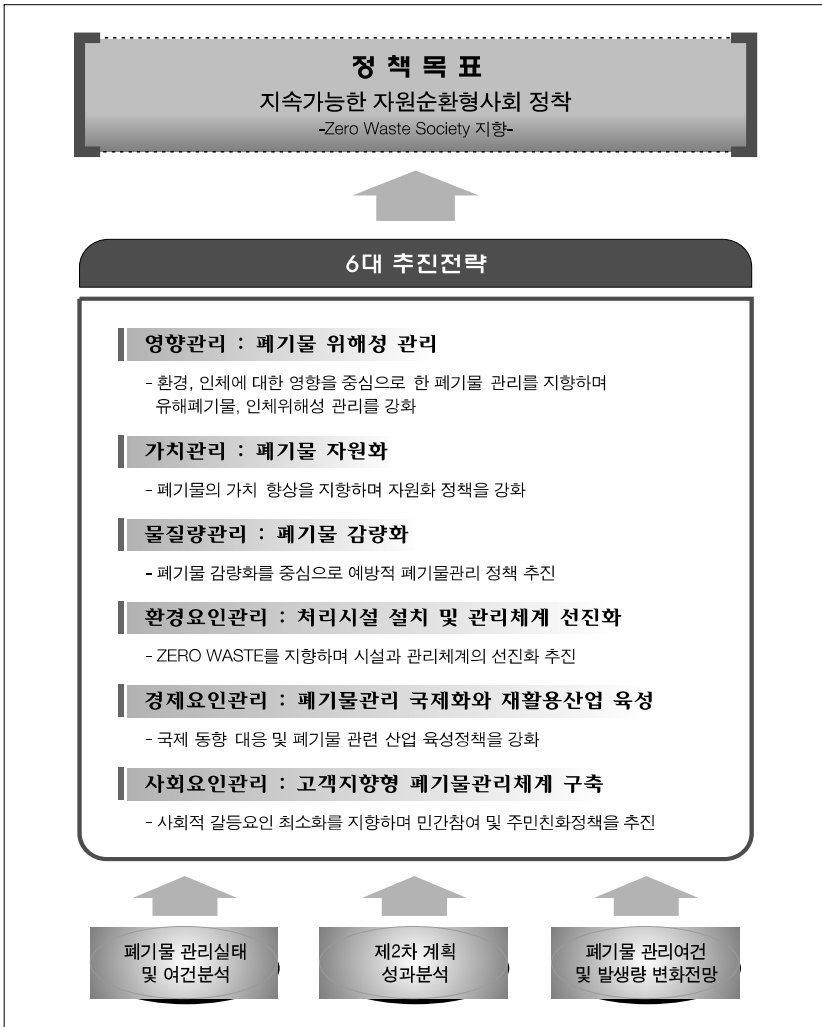 정 책 목 표
지속가능한 자원순환형사회 정착
-Zero Waste Society 지향-
6대 추진전략
영향관리 : 폐기물 위해성 관리
- 환경, 인체에 대한 영향을 중심으로 한 폐기물 관리를 지향하며
유해폐기물, 인체위해성 관리를 강화
가치관리 : 폐기물 자원화
- 폐기물의 가치 향상을 지향하며 자원화 정책을 강화
물질량관리 : 폐기물 감량화
- 폐기물 감량화를 중심으로 예방적 폐기물관리 정책 추진
환경요인관리 : 처리시설 설치 및 관리체계 선진화
- ZERO WASTE를 지향하며 시설과 관리체계의 선진화 추진
경제요인관리 : 폐기물관리 국제화와 재활용산업 육성
- 국제 동향 대응 및 폐기물 관련 산업 육성정책을 강화
사회요인관리 : 고객지향형 폐기물관리체계 구축
- 사회적 갈등요인 최소화를 지향하며 민간참여 및 주민친화정책을 추진
폐기물 관리실태
및 여건분석
제2차 계획
성과분석
폐기물 관리여건
및 발생량 변화전망